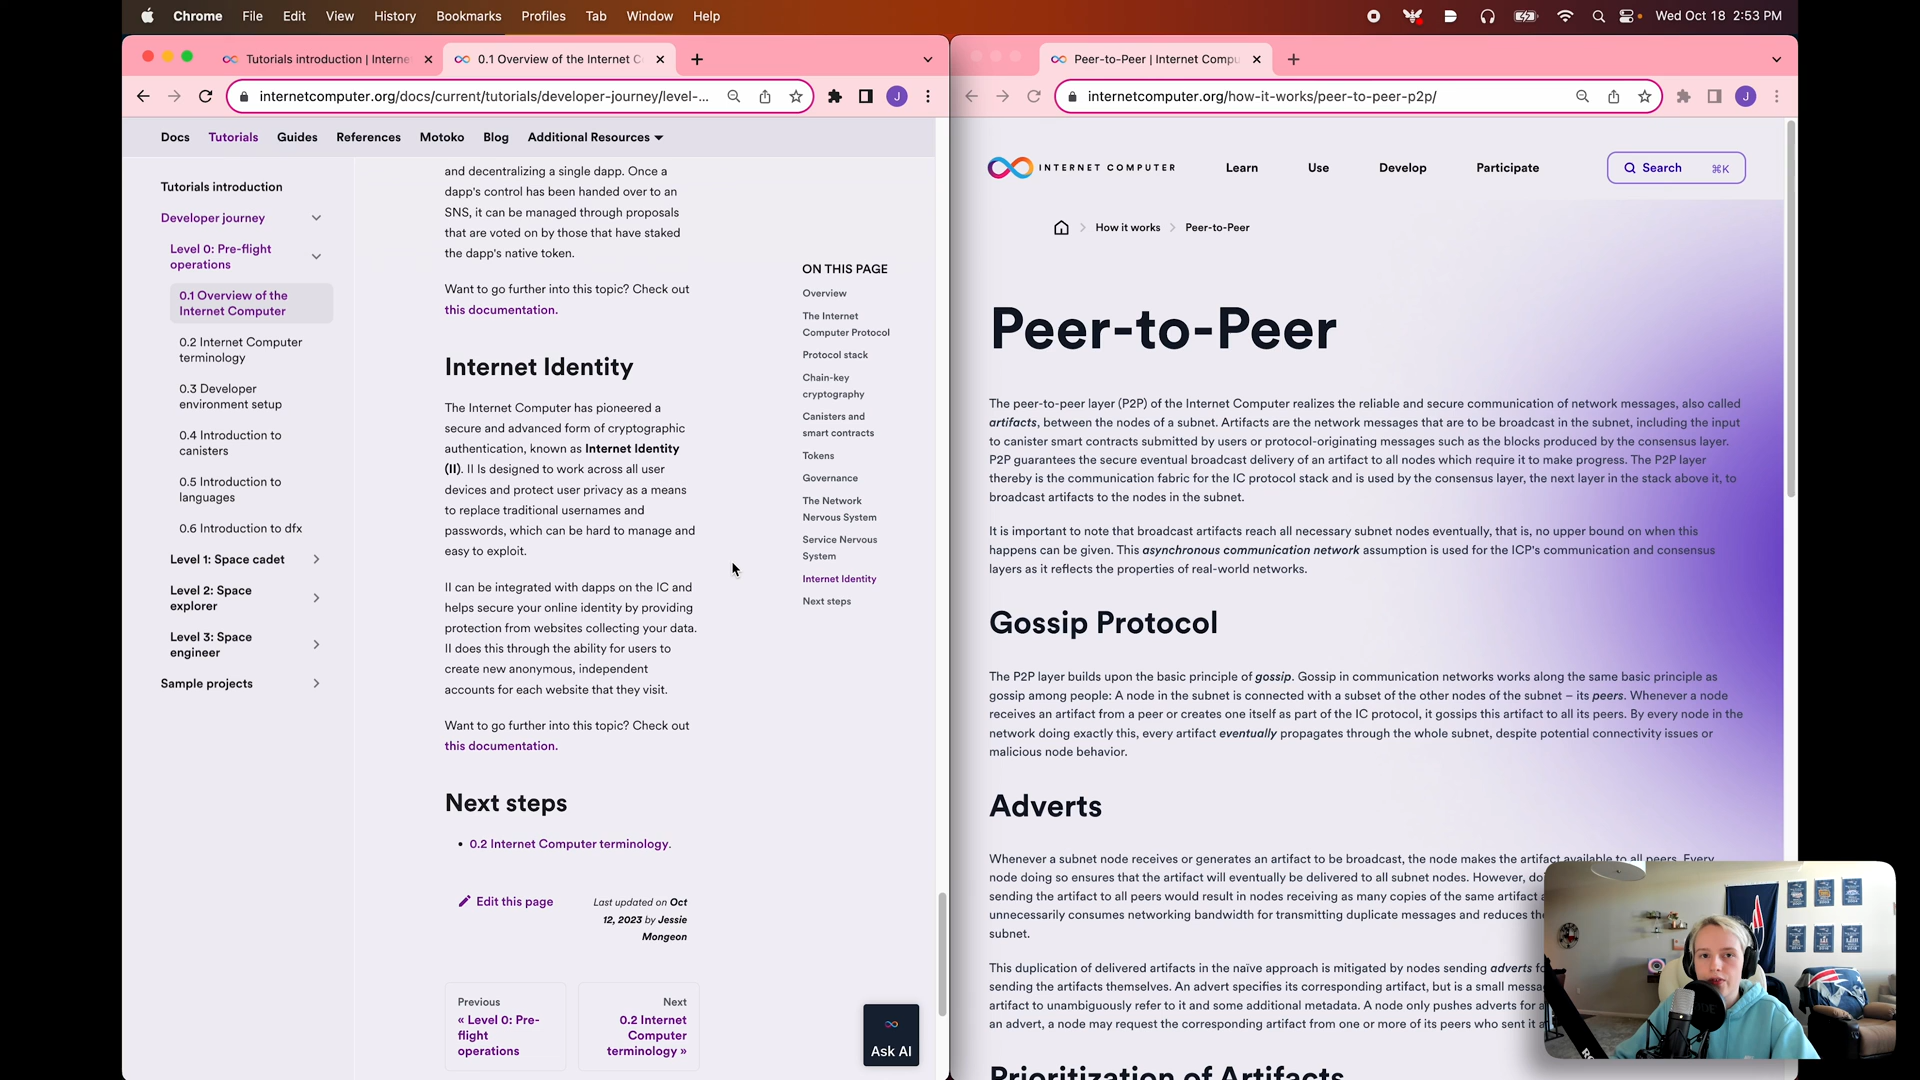 Chrome File Edit View History Bookmarks Profiles Tab Window Help
Wed Oct 18 2:53 PM
Tutorials introduction | Interne
0.1 Overview of the Internet C
internetcomputer.org/docs/current/tutorials/developer-journey/level-...
J
Docs Tutorials Guides References Motoko Blog Additional Resources
Tutorials introduction
Developer journey
Level 0: Pre-flight
operations
0.1 Overview of the
Internet Computer
0.2 Internet Computer
terminology
0.3 Developer
environment setup
0.4 Introduction to
canisters
0.5 Introduction to
languages
0.6 Introduction to dfx
Level 1: Space cadet
Level 2: Space
explorer
Level 3: Space
engineer
Sample projects
and decentralizing a single dapp. Once a
dapp's control has been handed over to an
SNS, it can be managed through proposals
that are voted on by those that have staked
the dapp's native token.
Want to go further into this topic? Check out
this documentation.
Internet Identity
The Internet Computer has pioneered a
secure and advanced form of cryptographic
authentication, known as Internet Identity
(II). II Is designed to work across all user
devices and protect user privacy as a means
to replace traditional usernames and
passwords, which can be hard to manage and
easy to exploit.
II can be integrated with dapps on the IC and
helps secure your online identity by providing
protection from websites collecting your data.
II does this through the ability for users to
create new anonymous, independent
accounts for each website that they visit.
Want to go further into this topic? Check out
this documentation.
Next steps
• 0.2 Internet Computer terminology.
Edit this page
Last updated on Oct
12, 2023 by Jessie
Mongeon
Previous
« Level 0: Pre-
flight
operations
Next
0.2 Internet
Computer
terminology »
ON THIS PAGE
Overview
The Internet
Computer Protocol
Protocol stack
Chain-key
cryptography
Canisters and
smart contracts
Tokens
Governance
The Network
Nervous System
Service Nervous
System
Internet Identity
Next steps
Ask AI
Peer-to-Peer | Internet Compu
internetcomputer.org/how-it-works/peer-to-peer-p2p/
J
INTERNET COMPUTER
Learn Use Develop Participate
Search ⌘K
How it works Peer-to-Peer
Peer-to-Peer
The peer-to-peer layer (P2P) of the Internet Computer realizes the reliable and secure communication of network messages, also called
artifacts, between the nodes of a subnet. Artifacts are the network messages that are to be broadcast in the subnet, including the input
to canister smart contracts submitted by users or protocol-originating messages such as the blocks produced by the consensus layer.
P2P guarantees the secure eventual broadcast delivery of an artifact to all nodes which require it to make progress. The P2P layer
thereby is the communication fabric for the IC protocol stack and is used by the consensus layer, the next layer in the stack above it, to
broadcast artifacts to the nodes in the subnet.
It is important to note that broadcast artifacts reach all necessary subnet nodes eventually, that is, no upper bound on when this
happens can be given. This asynchronous communication network assumption is used for the ICP's communication and consensus
layers as it reflects the properties of real-world networks.
Gossip Protocol
The P2P layer builds upon the basic principle of gossip. Gossip in communication networks works along the same basic principle as
gossip among people: A node in the subnet is connected with a subset of the other nodes of the subnet – its peers. Whenever a node
receives an artifact from a peer or creates one itself as part of the IC protocol, it gossips this artifact to all its peers. By every node in the
network doing exactly this, every artifact eventually propagates through the whole subnet, despite potential connectivity issues or
malicious node behavior.
Adverts
Whenever a subnet node receives or generates an artifact to be broadcast, the node makes the artifact available to all peers. Every
node doing so ensures that the artifact will eventually be delivered to all subnet nodes. However, do
sending the artifact to all peers would result in nodes receiving as many copies of the same artifact a
unnecessarily consumes networking bandwidth for transmitting duplicate messages and reduces the
subnet.
This duplication of delivered artifacts in the naïve approach is mitigated by nodes sending adverts f
sending the artifacts themselves. An advert specifies its corresponding artifact, but is a small messa
artifact to unambiguously refer to it and some additional metadata. A node only pushes adverts for a
an advert, a node may request the corresponding artifact from one or more of its peers who sent it a
Prioritization of Artifacts